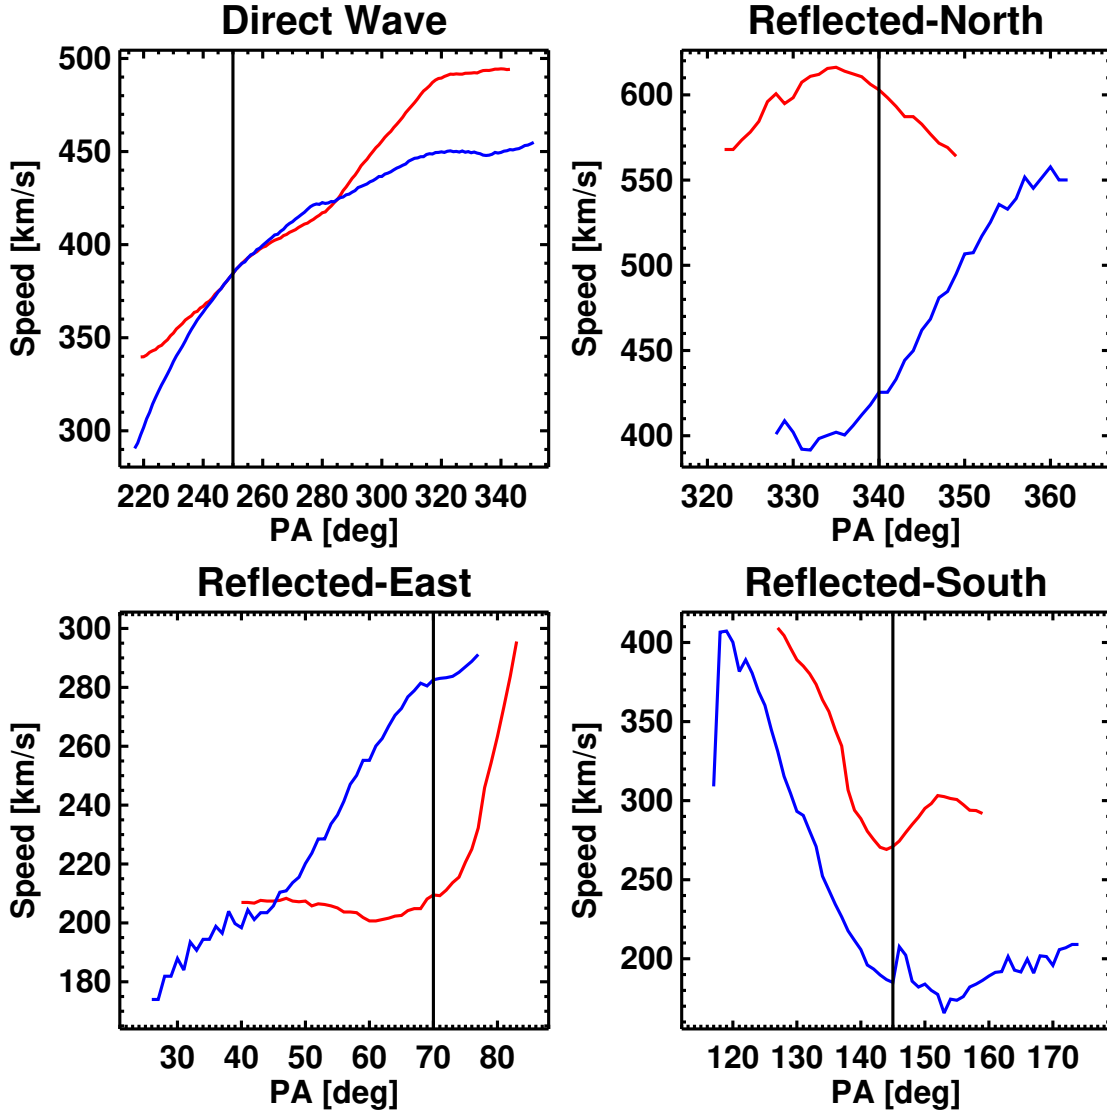 Direct Wave
Speed [km/s]
500
450
400
350
300
220 240 260 280 300 320 340
PA [deg]
Reflected-North
Speed [km/s]
600
550
500
450
400
320 330 340 350 360
PA [deg]
Reflected-East
Speed [km/s]
300
280
260
240
220
200
180
30 40 50 60 70 80
PA [deg]
Reflected-South
Speed [km/s]
400
350
300
250
200
120 130 140 150 160 170
PA [deg]